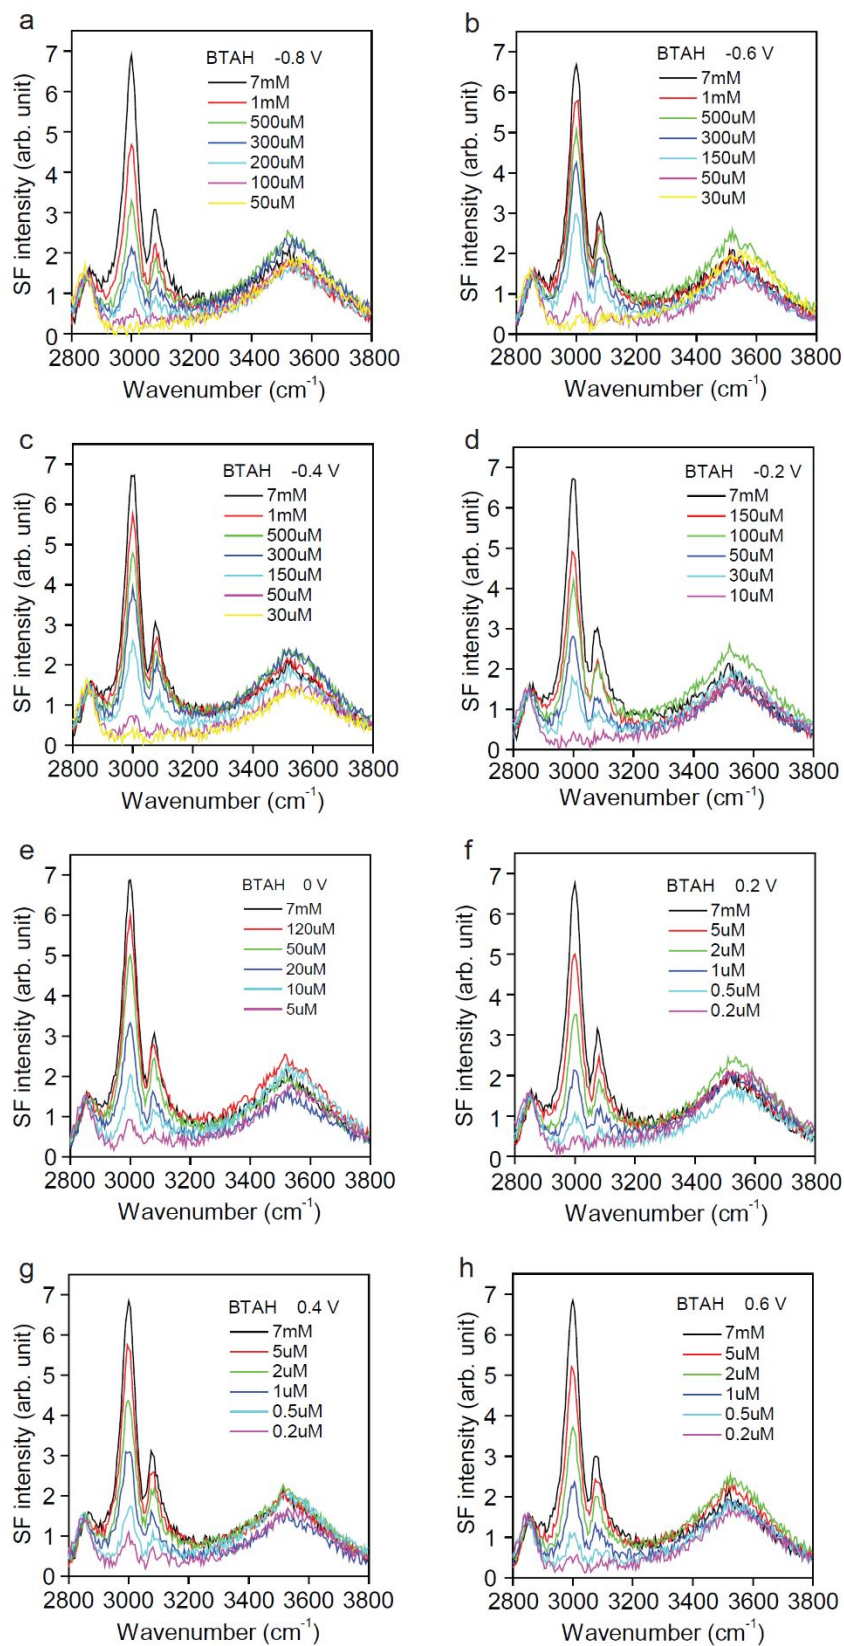 a
BTAH -0.8 V
7mM
1mM
500uM
300uM
200uM
100uM
50uM
SF intensity (arb. unit)
7
6
5
4
3
2
1
0
2800 3000 3200 3400 3600 3800
Wavenumber (cm-1)
b
BTAH -0.6 V
7mM
1mM
500uM
300uM
150uM
50uM
30uM
SF intensity (arb. unit)
7
6
5
4
3
2
1
0
2800 3000 3200 3400 3600 3800
Wavenumber (cm-1)
c
BTAH -0.4 V
7mM
1mM
500uM
300uM
150uM
50uM
30uM
SF intensity (arb. unit)
7
6
5
4
3
2
1
0
2800 3000 3200 3400 3600 3800
Wavenumber (cm-1)
d
BTAH -0.2 V
7mM
150uM
100uM
50uM
30uM
10uM
SF intensity (arb. unit)
7
6
5
4
3
2
1
0
2800 3000 3200 3400 3600 3800
Wavenumber (cm-1)
e
BTAH 0 V
7mM
120uM
50uM
20uM
10uM
5uM
SF intensity (arb. unit)
7
6
5
4
3
2
1
0
2800 3000 3200 3400 3600 3800
Wavenumber (cm-1)
f
BTAH 0.2 V
7mM
5uM
2uM
1uM
0.5uM
0.2uM
SF intensity (arb. unit)
7
6
5
4
3
2
1
0
2800 3000 3200 3400 3600 3800
Wavenumber (cm-1)
g
BTAH 0.4 V
7mM
5uM
2uM
1uM
0.5uM
0.2uM
SF intensity (arb. unit)
7
6
5
4
3
2
1
0
2800 3000 3200 3400 3600 3800
Wavenumber (cm-1)
h
BTAH 0.6 V
7mM
5uM
2uM
1uM
0.5uM
0.2uM
SF intensity (arb. unit)
7
6
5
4
3
2
1
0
2800 3000 3200 3400 3600 3800
Wavenumber (cm-1)